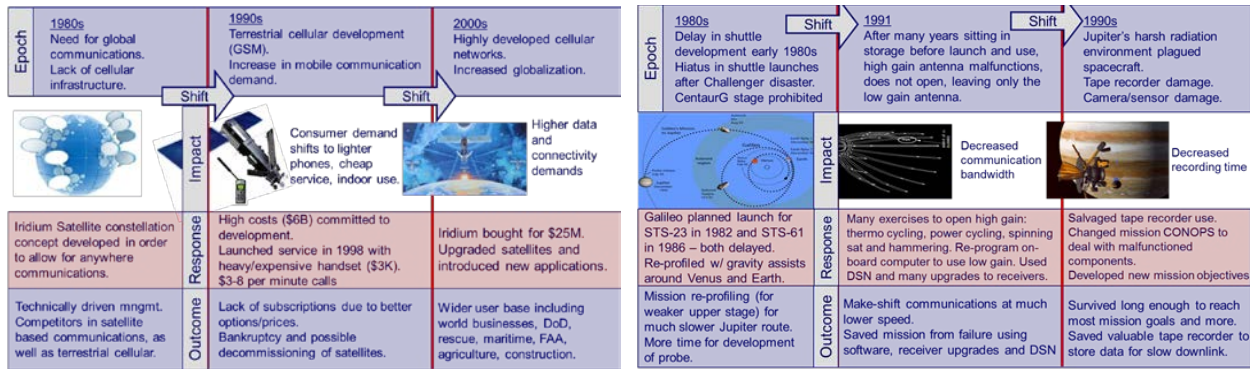 Epoch
1980s
Need for global
communications.
Lack of cellular
infrastructure.
Shift
1990s
Terrestrial cellular development
(GSM).
Increase in mobile communication
demand.
Shift
2000s
Highly developed cellular
networks.
Increased globalization.
Impact
Consumer demand
shifts to lighter
phones, cheap
service, indoor use.
Higher data
and
connectivity
demands
Response
Iridium Satellite constellation
concept developed in order
to allow for anywhere
communications.
High costs ($6B) committed to
development.
Launched service in 1998 with
heavy/expensive handset ($3K).
$3-8 per minute calls
Iridium bought for $25M.
Upgraded satellites and
introduced new applications.
Outcome
Technically driven mngmt.
Competitors in satellite
based communications, as
well as terrestrial cellular.
Lack of subscriptions due to better
options/prices.
Bankruptcy and possible
decommissioning of satellites.
Wider user base including
world businesses, DoD,
rescue, maritime, FAA,
agriculture, construction.
Epoch
1980s
Delay in shuttle
development early 1980s
Hiatus in shuttle launches
after Challenger disaster.
CentaurG stage prohibited
Shift
1991
After many years sitting in
storage before launch and use,
high gain antenna malfunctions,
does not open, leaving only the
low gain antenna.
Shift
1990s
Jupiter's harsh radiation
environment plagued
spacecraft.
Tape recorder damage.
Camera/sensor damage.
Impact
Decreased
communication
bandwidth
Decreased
recording time
Response
Galileo planned launch for
STS-23 in 1982 and STS-61
in 1986 – both delayed.
Re-profiled w/ gravity assists
around Venus and Earth.
Many exercises to open high gain:
thermo cycling, power cycling, spinning
sat and hammering. Re-program on-
board computer to use low gain. Used
DSN and many upgrades to receivers.
Salvaged tape recorder use.
Changed mission CONOPS to
deal with malfunctioned
components.
Developed new mission objectives
Outcome
Mission re-profiling (for
weaker upper stage) for
much slower Jupiter route.
More time for development
of probe.
Make-shift communications at much
lower speed.
Saved mission from failure using
software, receiver upgrades and DSN
Survived long enough to reach
most mission goals and more.
Saved valuable tape recorder to
store data for slow downlink.